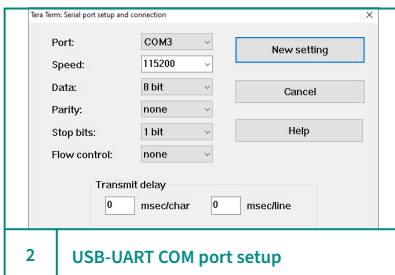 Tera Term: Serial port setup and connection
Port: COM3
New setting
Speed: 115200
Data: 8 bit
Cancel
Parity: none
Stop bits: 1 bit
Help
Flow control: none
Transmit delay
0 msec/char 0 msec/line
2 USB-UART COM port setup